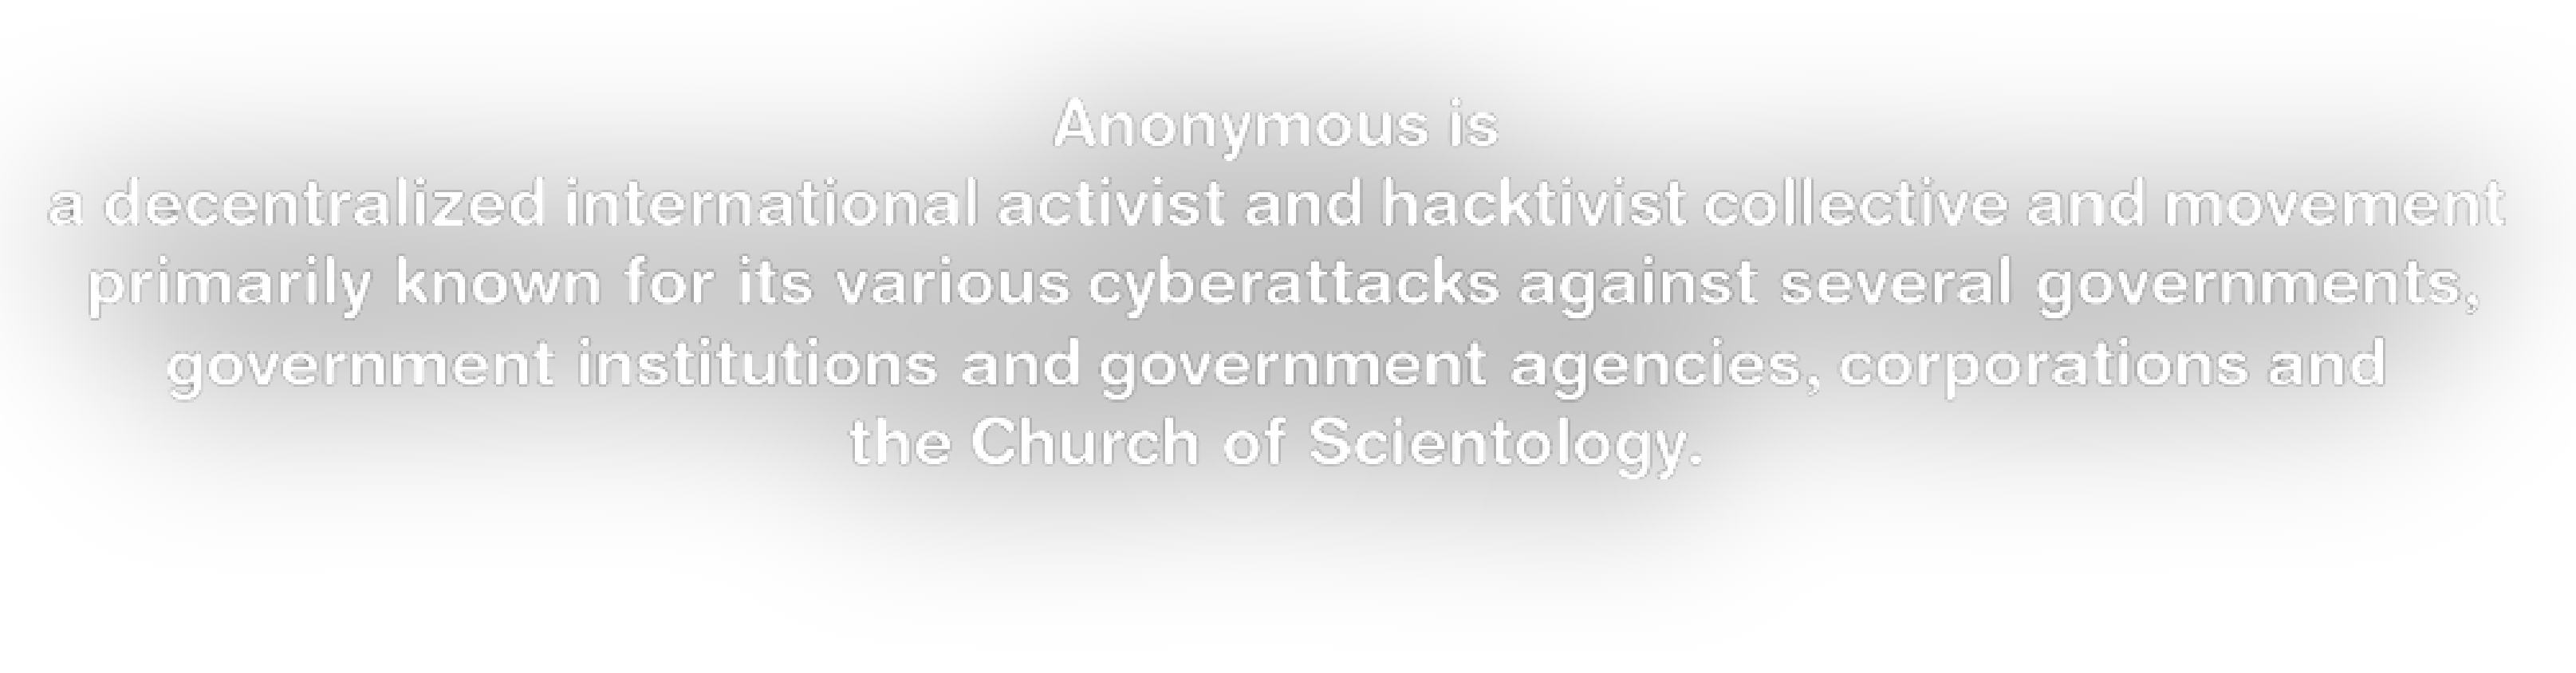 Anonymous is
a decentralized international activist and hacktivist collective and movement
primarily known for its various cyberattacks against several governments,
government institutions and government agencies, corporations and
the Church of Scientology.